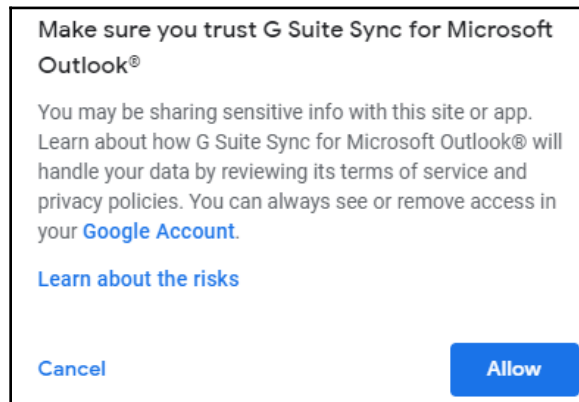 Make sure you trust G Suite Sync for Microsoft
Outlook®
You may be sharing sensitive info with this site or app.
Learn about how G Suite Sync for Microsoft Outlook® will
handle your data by reviewing its terms of service and
privacy policies. You can always see or remove access in
your Google Account.
Learn about the risks
Cancel Allow